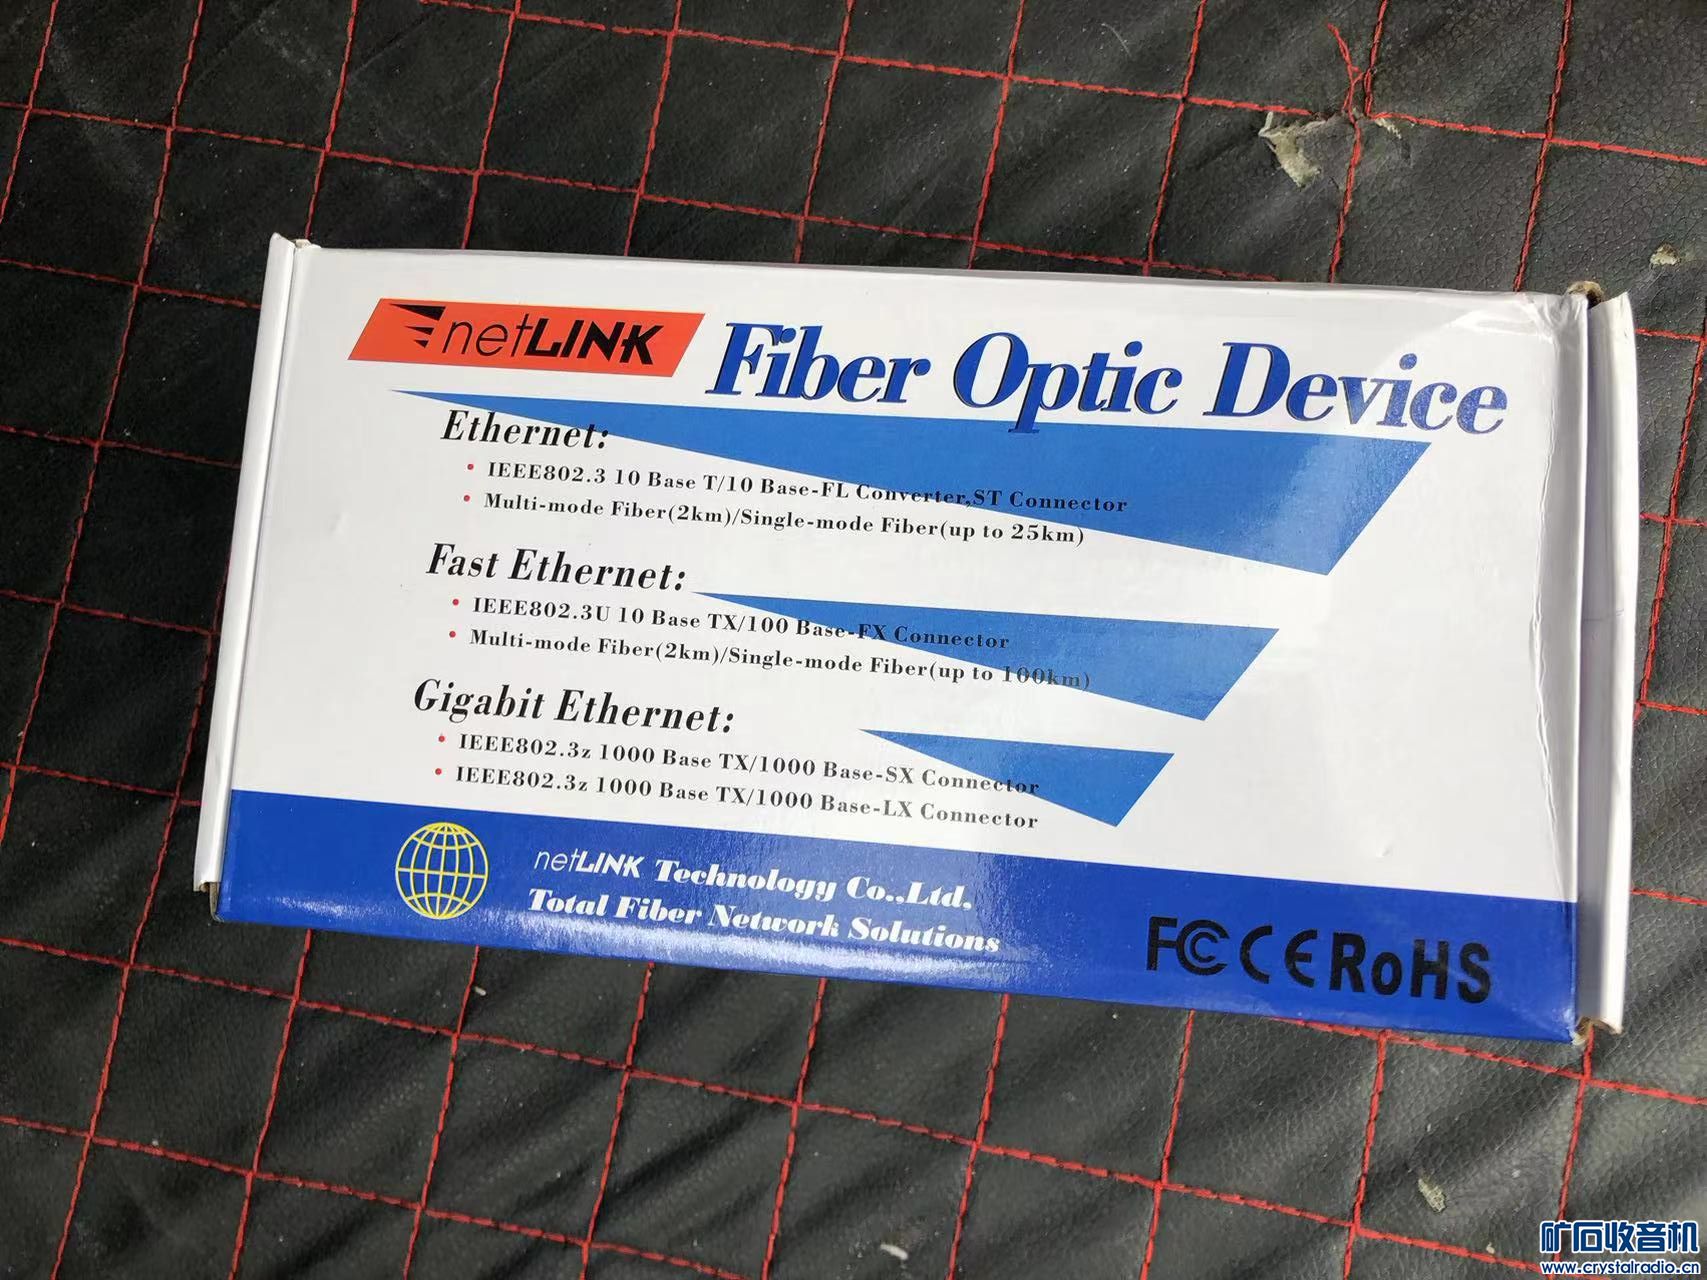 netLINK
Fiber Optic Device
Ethernet:
• IEEE802.3 10 Base T/10 Base-FL Converter,ST Connector
• Multi-mode Fiber(2km)/Single-mode Fiber(up to 25km)
Fast Ethernet:
• IEEE802.3U 10 Base TX/100 Base-FX Connector
• Multi-mode Fiber(2km)/Single-mode Fiber(up to 100km)
Gigabit Ethernet:
• IEEE802.3z 1000 Base TX/1000 Base-SX Connector
• IEEE802.3z 1000 Base TX/1000 Base-LX Connector
netLINK Technology Co.,Ltd,
Total Fiber Network Solutions
FCC CE RoHS
矿石收音机
www.crystalradio.cn